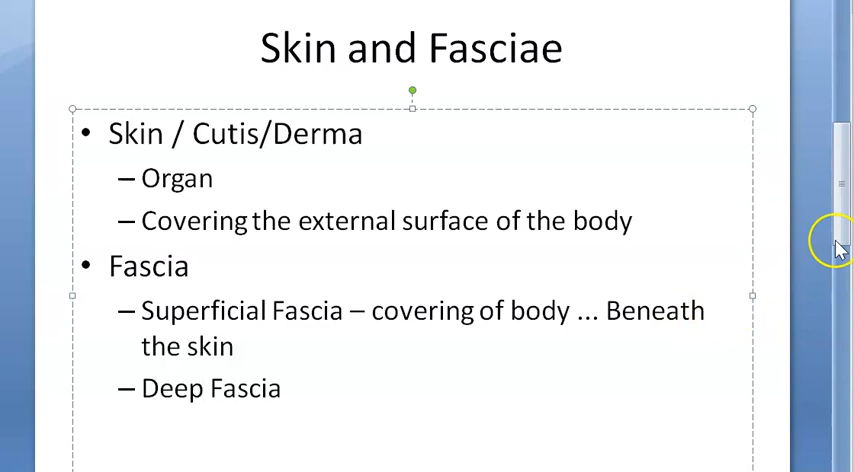 Skin and Fasciae
• Skin / Cutis/Derma
– Organ
– Covering the external surface of the body
• Fascia
– Superficial Fascia – covering of body ... Beneath
the skin
– Deep Fascia